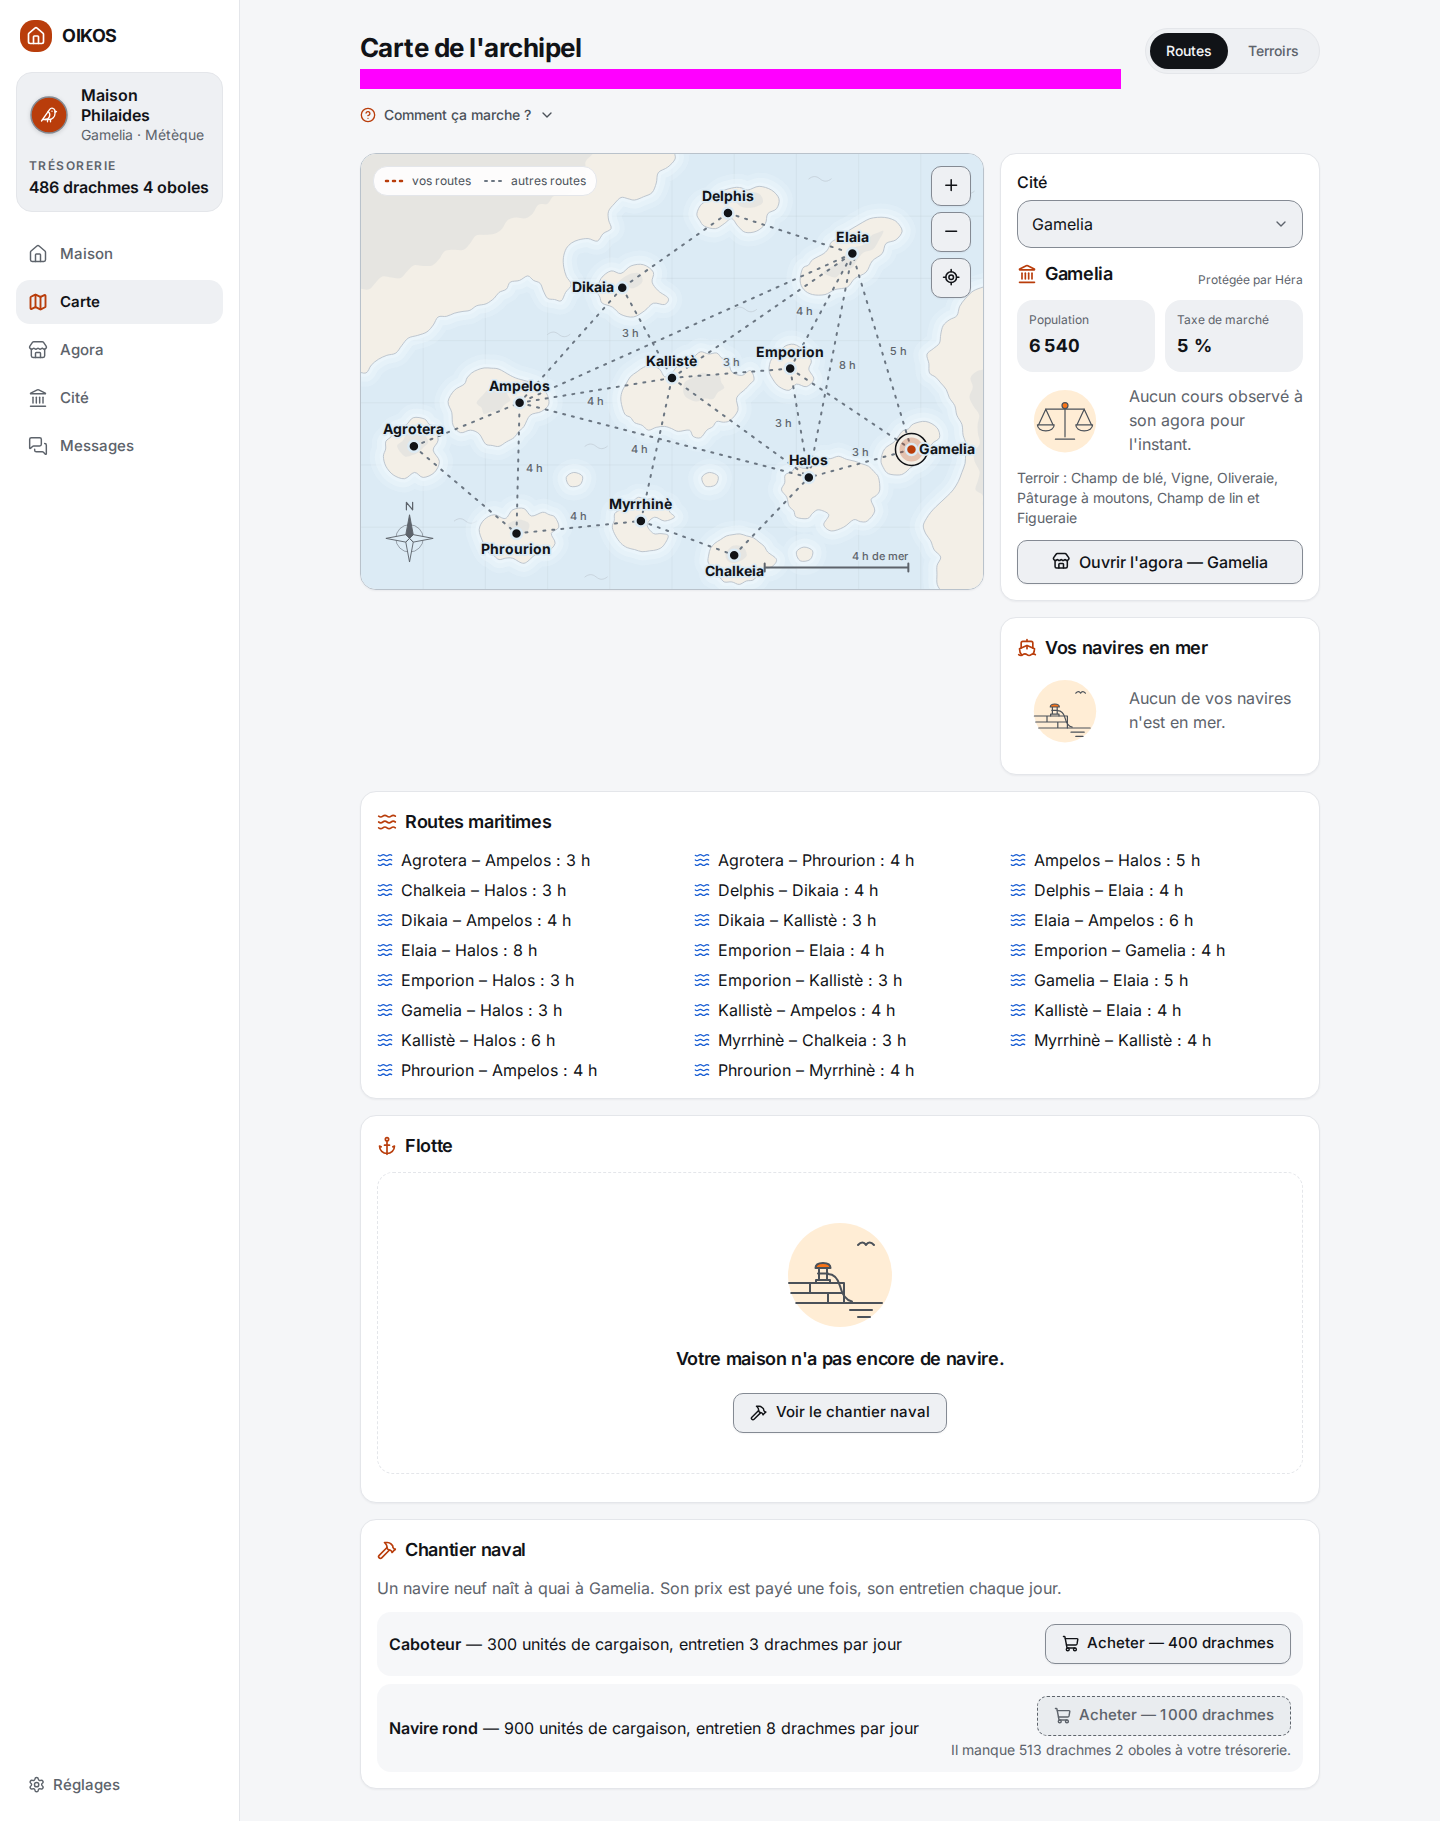 OIKOS
Maison
Philaides
Gamelia · Métèque
TRÉSORERIE
486 drachmes 4 oboles
Maison
Carte
Agora
Cité
Messages
Réglages
Carte de l'archipel
Routes
Terroirs
Comment ça marche ?
vos routes
autres routes
Delphis
Elaia
Dikaia
4 h
3 h
Kallistè
3 h
Emporion
8 h
5 h
Ampelos
4 h
Agrotera
3 h
4 h
Halos
3 h
Gamelia
4 h
N
Myrrhinè
4 h
Phrourion
4 h de mer
Chalkeia
Cité
Gamelia
Gamelia
Protégée par Héra
Population
6 540
Taxe de marché
5 %
Aucun cours observé à
son agora pour
l'instant.
Terroir : Champ de blé, Vigne, Oliveraie,
Pâturage à moutons, Champ de lin et
Figueraie
Ouvrir l'agora — Gamelia
Vos navires en mer
Aucun de vos navires
n'est en mer.
Routes maritimes
Agrotera – Ampelos : 3 h
Agrotera – Phrourion : 4 h
Ampelos – Halos : 5 h
Chalkeia – Halos : 3 h
Delphis – Dikaia : 4 h
Delphis – Elaia : 4 h
Dikaia – Ampelos : 4 h
Dikaia – Kallistè : 3 h
Elaia – Ampelos : 6 h
Elaia – Halos : 8 h
Emporion – Elaia : 4 h
Emporion – Gamelia : 4 h
Emporion – Halos : 3 h
Emporion – Kallistè : 3 h
Gamelia – Elaia : 5 h
Gamelia – Halos : 3 h
Kallistè – Ampelos : 4 h
Kallistè – Elaia : 4 h
Kallistè – Halos : 6 h
Myrrhinè – Chalkeia : 3 h
Myrrhinè – Kallistè : 4 h
Phrourion – Ampelos : 4 h
Phrourion – Myrrhinè : 4 h
Flotte
Votre maison n'a pas encore de navire.
Voir le chantier naval
Chantier naval
Un navire neuf naît à quai à Gamelia. Son prix est payé une fois, son entretien chaque jour.
Caboteur — 300 unités de cargaison, entretien 3 drachmes par jour
Acheter — 400 drachmes
Navire rond — 900 unités de cargaison, entretien 8 drachmes par jour
Acheter — 1000 drachmes
Il manque 513 drachmes 2 oboles à votre trésorerie.